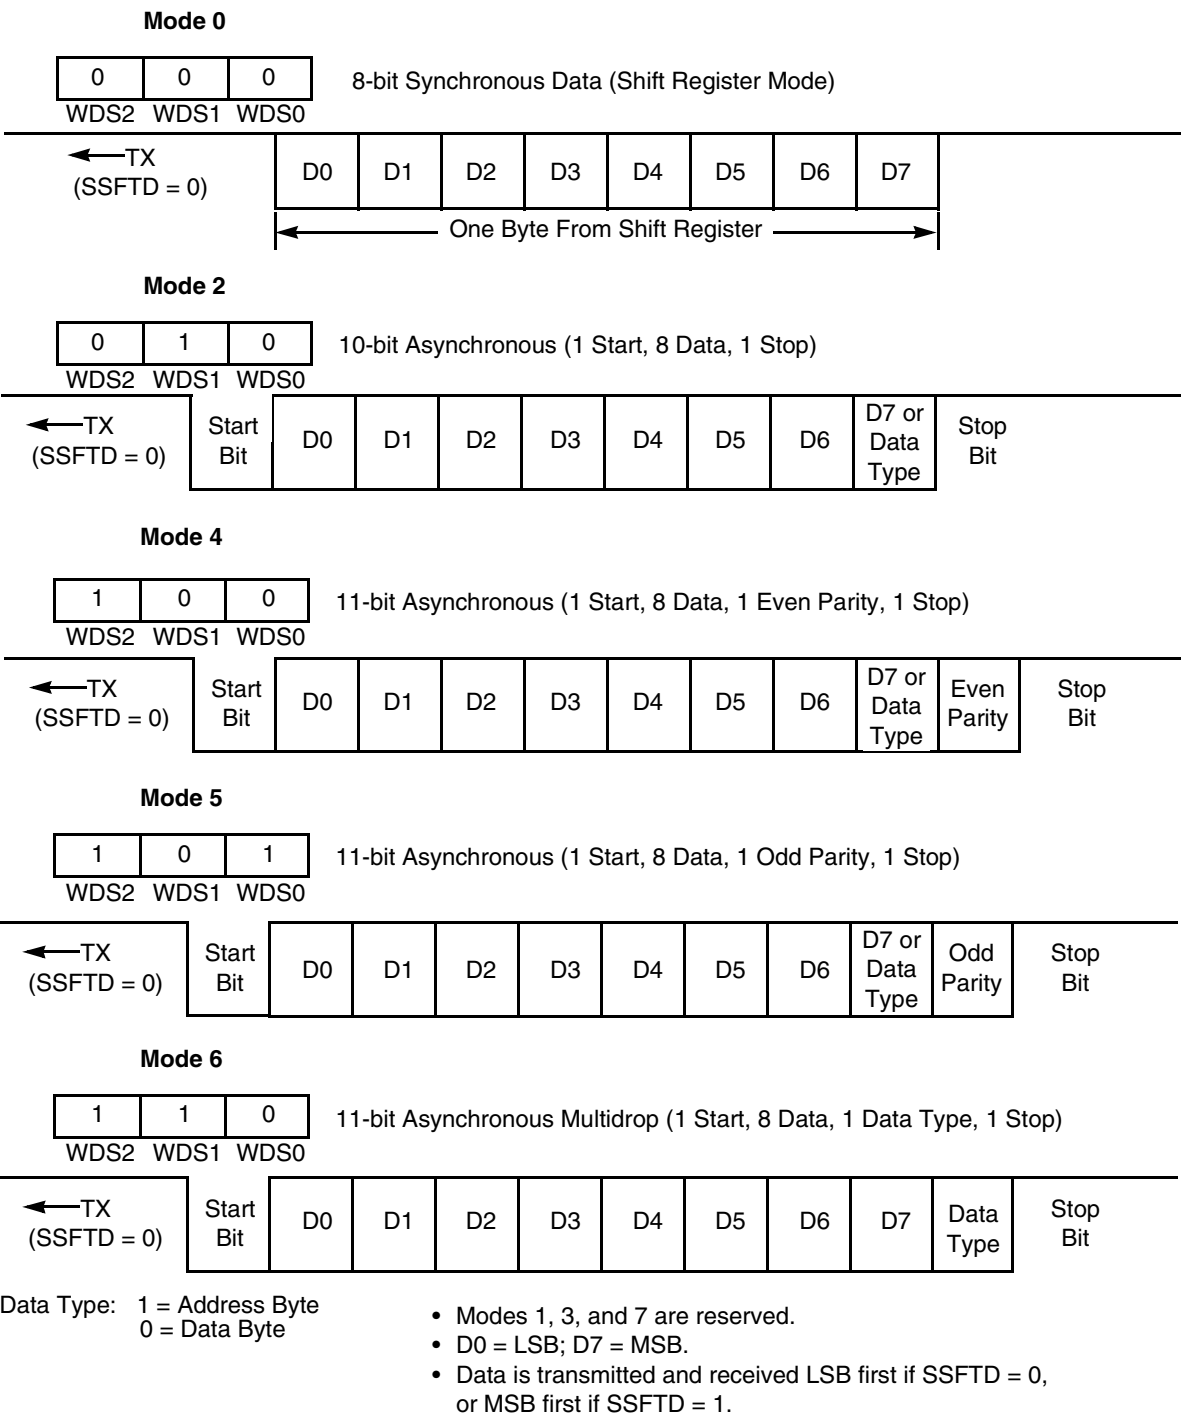 Mode 0
0 0 0
8-bit Synchronous Data (Shift Register Mode)
WDS2 WDS1 WDS0
TX
(SSFTD = 0)
D0 D1 D2 D3 D4 D5 D6 D7
One Byte From Shift Register
Mode 2
0 1 0
10-bit Asynchronous (1 Start, 8 Data, 1 Stop)
WDS2 WDS1 WDS0
TX
(SSFTD = 0)
Start
Bit
D0 D1 D2 D3 D4 D5 D6
D7 or
Data
Type
Stop
Bit
Mode 4
1 0 0
11-bit Asynchronous (1 Start, 8 Data, 1 Even Parity, 1 Stop)
WDS2 WDS1 WDS0
TX
(SSFTD = 0)
Start
Bit
D0 D1 D2 D3 D4 D5 D6
D7 or
Data
Type
Even
Parity
Stop
Bit
Mode 5
1 0 1
11-bit Asynchronous (1 Start, 8 Data, 1 Odd Parity, 1 Stop)
WDS2 WDS1 WDS0
TX
(SSFTD = 0)
Start
Bit
D0 D1 D2 D3 D4 D5 D6
D7 or
Data
Type
Odd
Parity
Stop
Bit
Mode 6
1 1 0
11-bit Asynchronous Multidrop (1 Start, 8 Data, 1 Data Type, 1 Stop)
WDS2 WDS1 WDS0
TX
(SSFTD = 0)
Start
Bit
D0 D1 D2 D3 D4 D5 D6 D7
Data
Type
Stop
Bit
Data Type: 1 = Address Byte
0 = Data Byte
• Modes 1, 3, and 7 are reserved.
• D0 = LSB; D7 = MSB.
• Data is transmitted and received LSB first if SSFTD = 0,
or MSB first if SSFTD = 1.